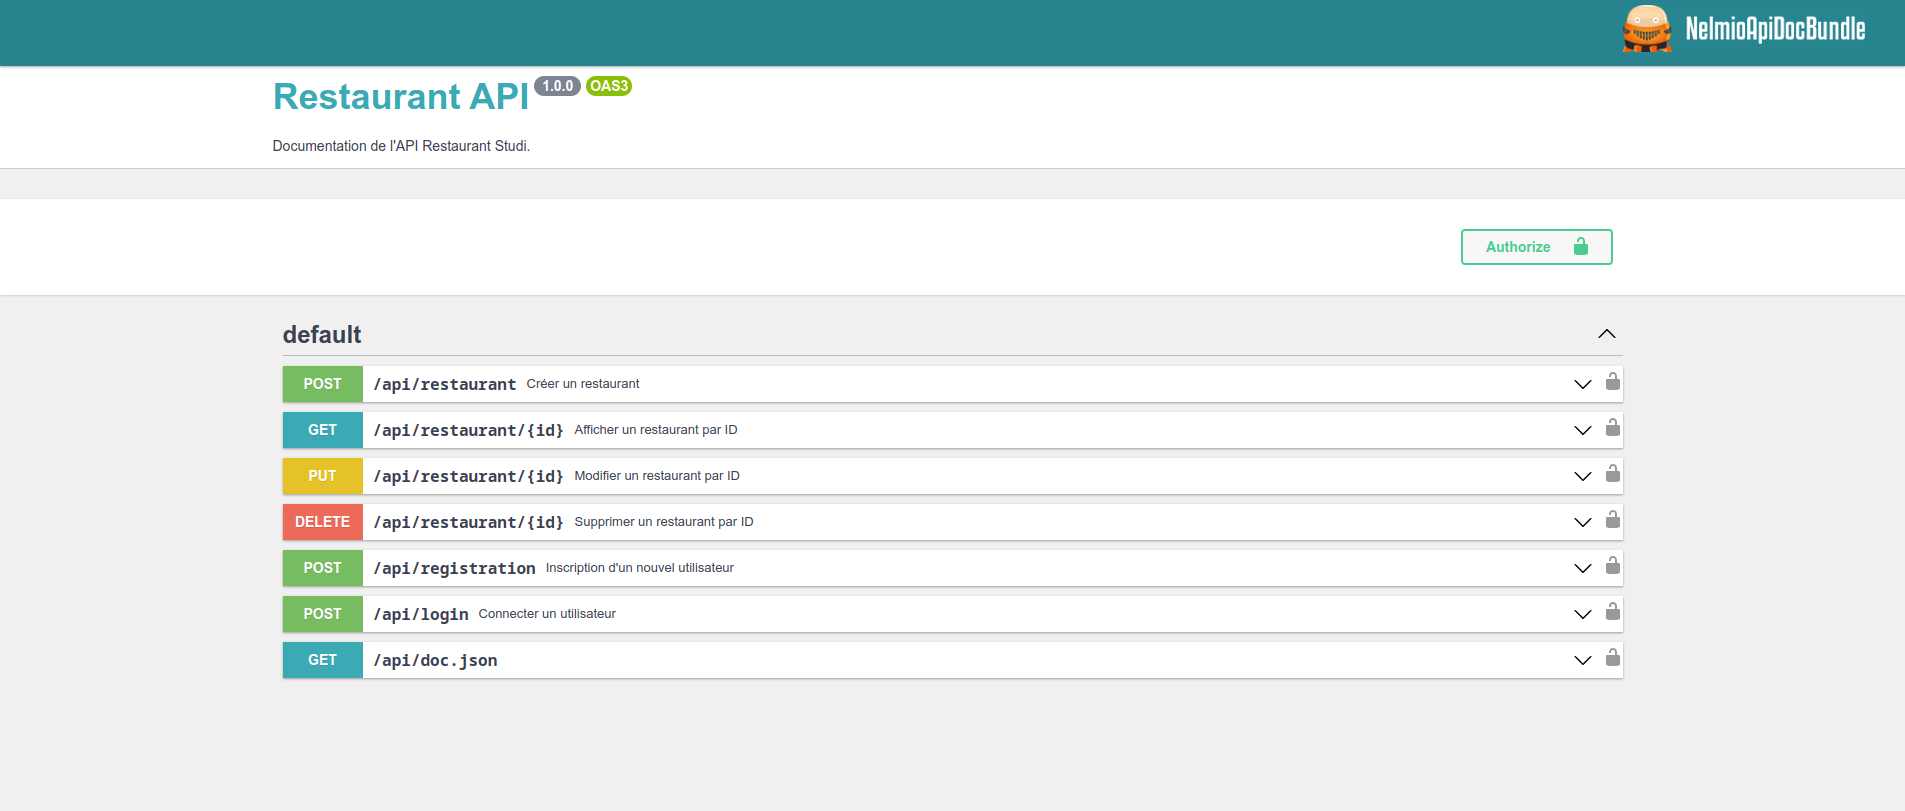 NelmioApiDocBundle
Restaurant API 1.0.0 OAS3
Documentation de l'API Restaurant Studi.
Authorize
default
POST /api/restaurant Créer un restaurant
GET /api/restaurant/{id} Afficher un restaurant par ID
PUT /api/restaurant/{id} Modifier un restaurant par ID
DELETE /api/restaurant/{id} Supprimer un restaurant par ID
POST /api/registration Inscription d'un nouvel utilisateur
POST /api/login Connecter un utilisateur
GET /api/doc.json